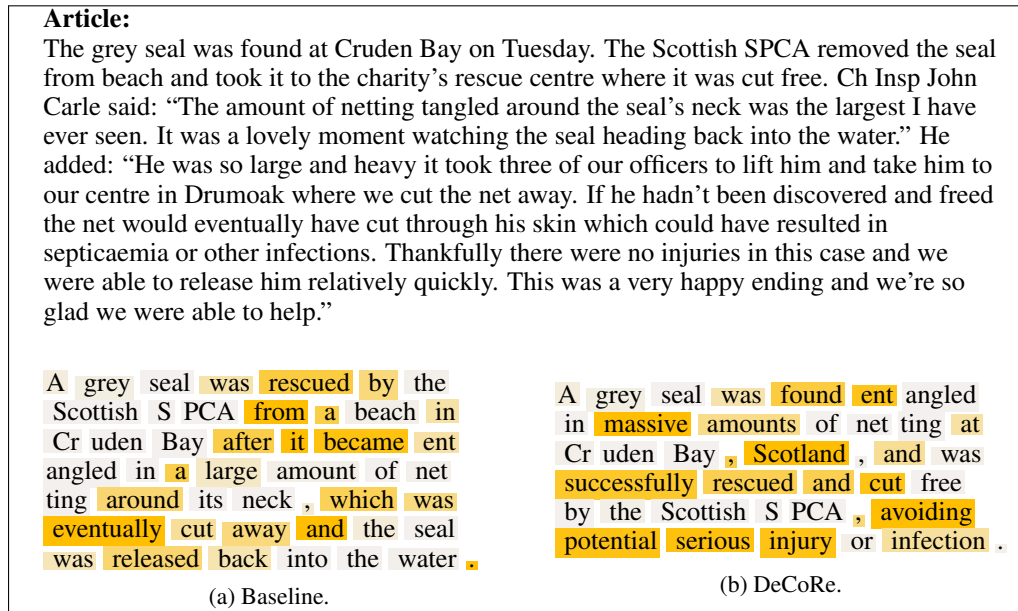 Article:
The grey seal was found at Cruden Bay on Tuesday. The Scottish SPCA removed the seal
from beach and took it to the charity’s rescue centre where it was cut free. Ch Insp John
Carle said: “The amount of netting tangled around the seal’s neck was the largest I have
ever seen. It was a lovely moment watching the seal heading back into the water.” He
added: “He was so large and heavy it took three of our officers to lift him and take him to
our centre in Drumoak where we cut the net away. If he hadn’t been discovered and freed
the net would eventually have cut through his skin which could have resulted in
septicaemia or other infections. Thankfully there were no injuries in this case and we
were able to release him relatively quickly. This was a very happy ending and we’re so
glad we were able to help.”
A grey seal was rescued by the
Scottish S PCA from a beach in
Cr uden Bay after it became ent
angled in a large amount of net
ting around its neck , which was
eventually cut away and the seal
was released back into the water .
(a) Baseline.
A grey seal was found ent angled
in massive amounts of net ting at
Cr uden Bay , Scotland , and was
successfully rescued and cut free
by the Scottish S PCA , avoiding
potential serious injury or infection .
(b) DeCoRe.